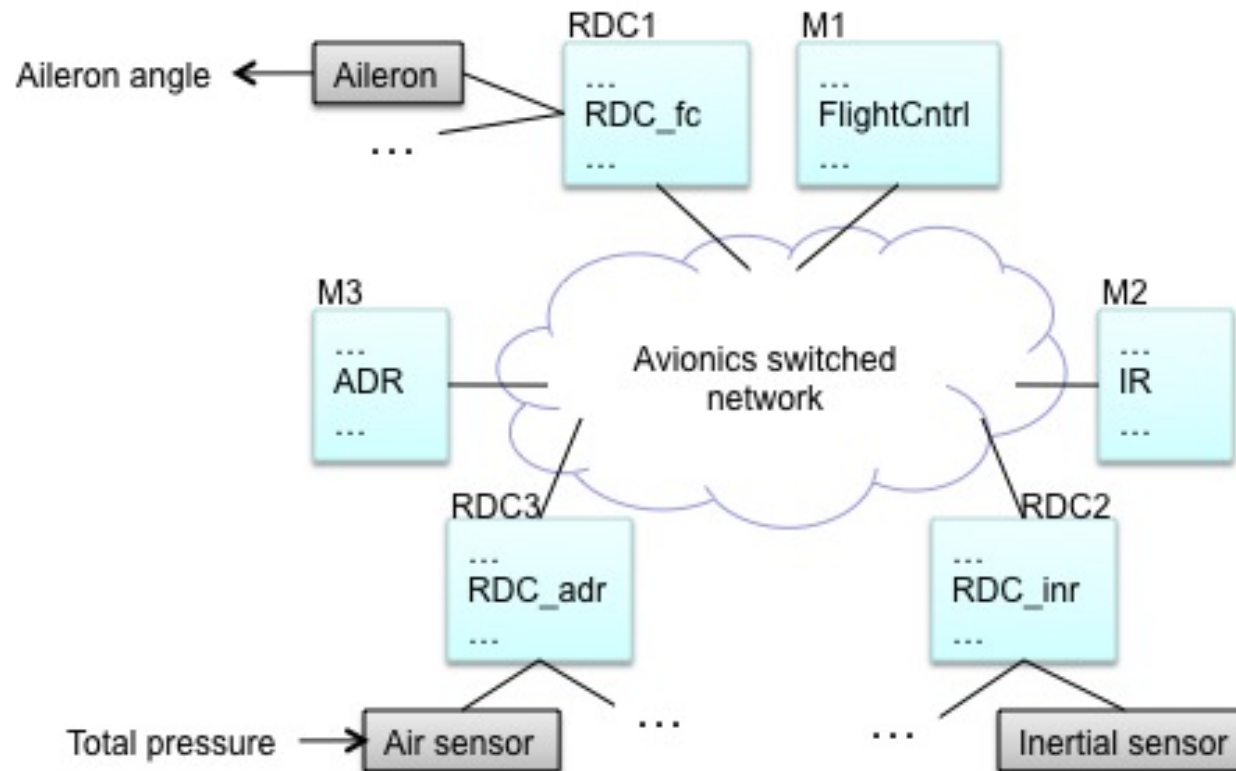 RDC1
M1
Aileron angle
Aileron
...
RDC_fc
...
...
FlightCntrl
...
...
M3
M2
...
ADR
...
Avionics switched
network
...
IR
...
RDC3
RDC2
...
RDC_adr
...
...
RDC_inr
...
...
...
Total pressure
Air sensor
Inertial sensor